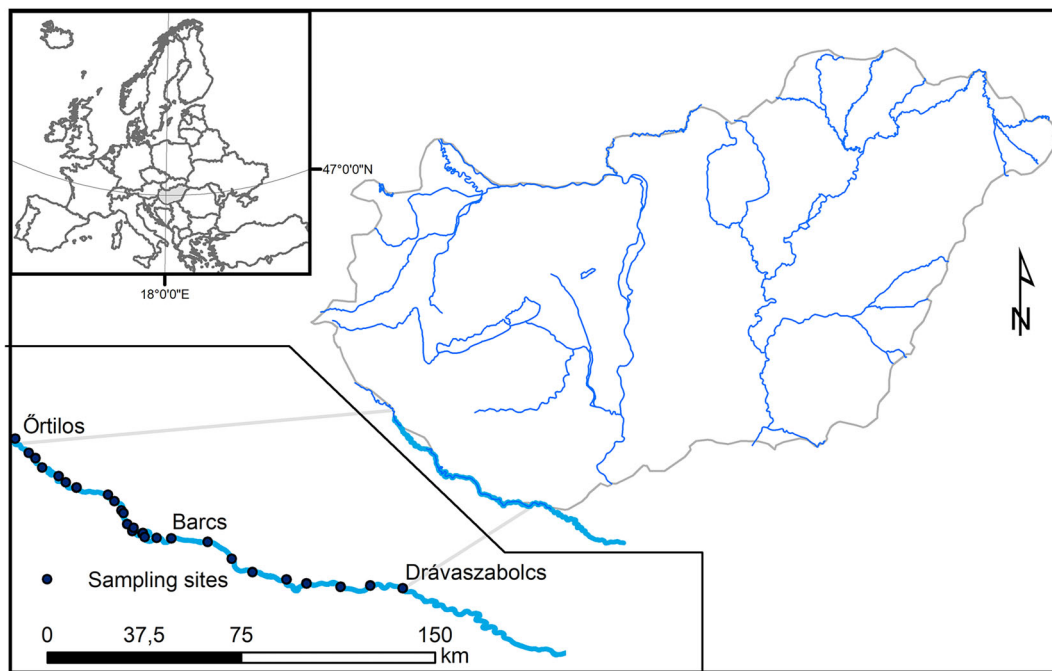 47°0'0"N
18°0'0"E
N
Őrtilos
Barcs
Drávaszabolcs
Sampling sites
0 37,5 75 150
km